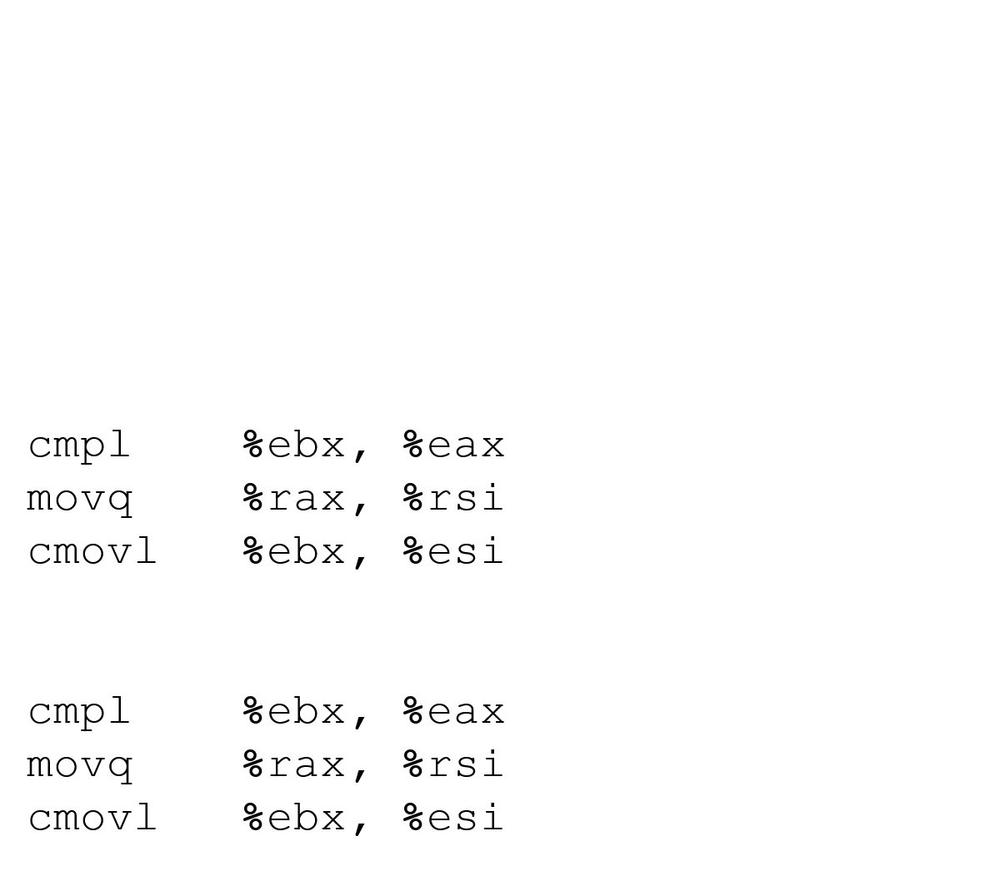 cmpl    %ebx, %eax
movq    %rax, %rsi
cmovl   %ebx, %esi
cmpl    %ebx, %eax
movq    %rax, %rsi
cmovl   %ebx, %esi